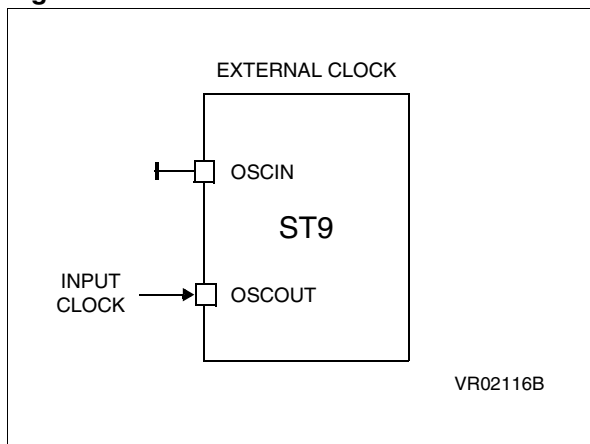 EXTERNAL CLOCK
OSCIN
ST9
INPUT
CLOCK
OSCOUT
VR02116B